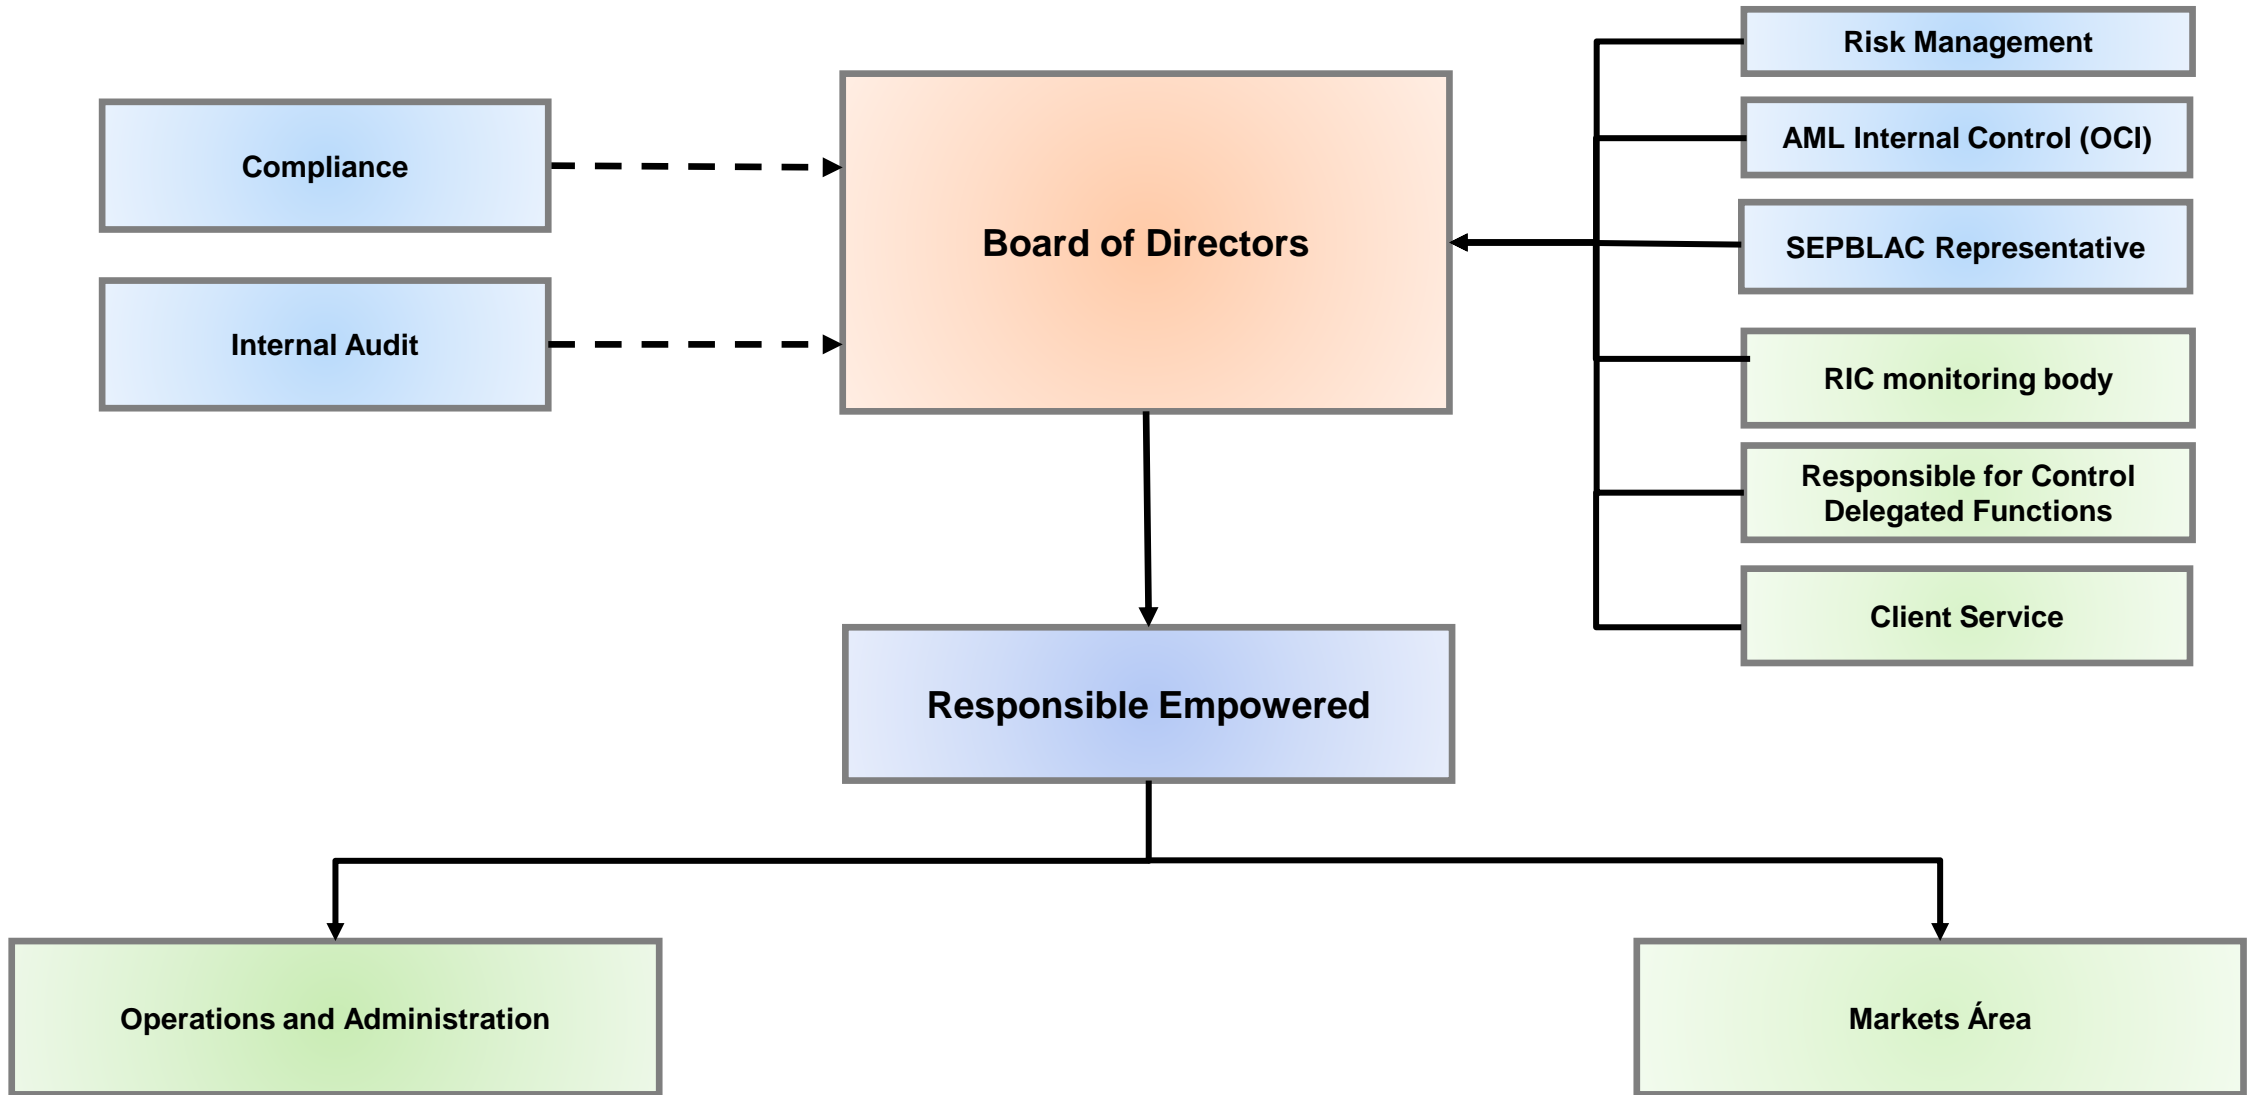 Risk Management
AML Internal Control (OCI)
Compliance
Board of Directors
SEPBLAC Representative
Internal Audit
RIC monitoring body
Responsible for Control
Delegated Functions
Client Service
Responsible Empowered
Operations and Administration
Markets Área